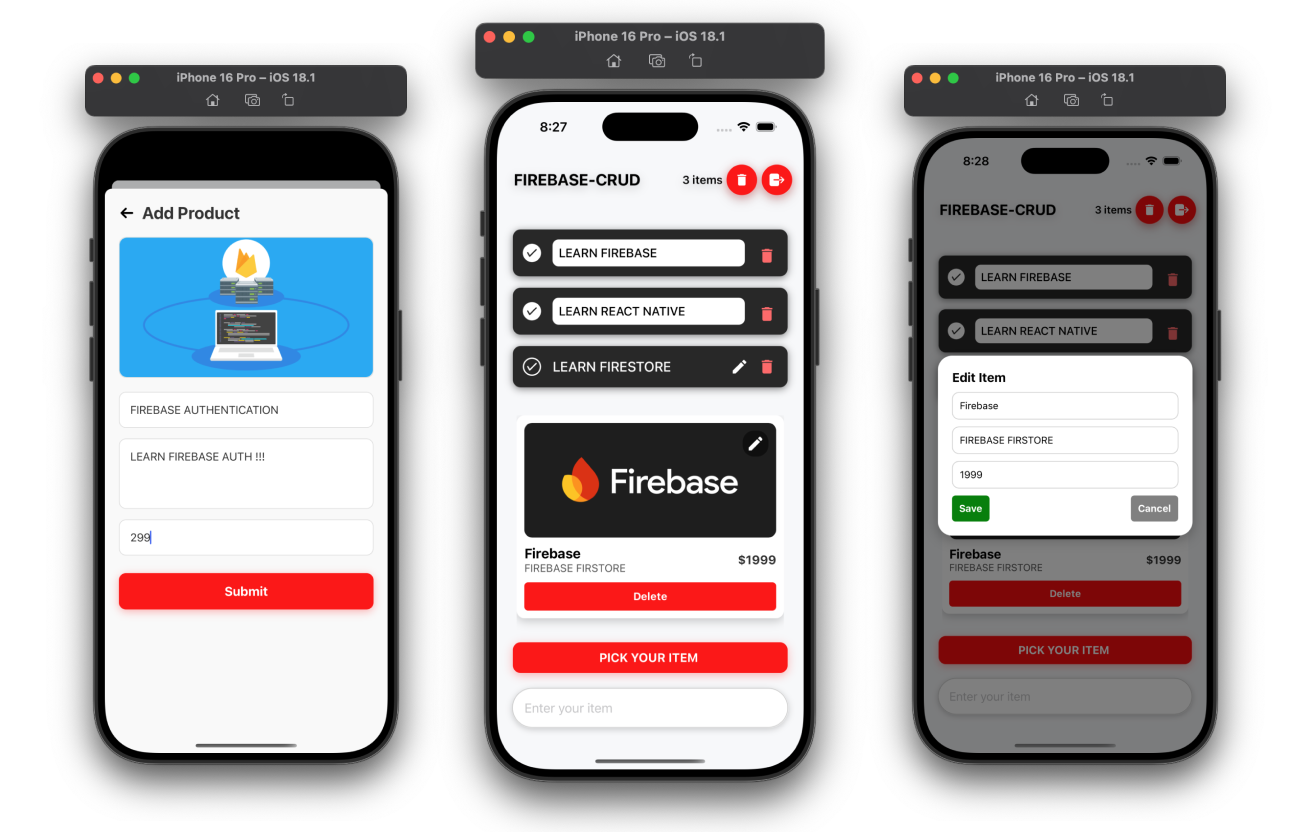 iPhone 16 Pro – iOS 18.1
Add Product
FIREBASE AUTHENTICATION
LEARN FIREBASE AUTH !!!
299
Submit
iPhone 16 Pro – iOS 18.1
8:27
FIREBASE-CRUD 3 items
LEARN FIREBASE
LEARN REACT NATIVE
LEARN FIRESTORE
Firebase
Firebase
$1999
FIREBASE FIRSTORE
Delete
PICK YOUR ITEM
Enter your item
iPhone 16 Pro – iOS 18.1
8:28
FIREBASE-CRUD 3 items
LEARN FIREBASE
LEARN REACT NATIVE
Edit Item
Firebase
FIREBASE FIRSTORE
1999
Save Cancel
Firebase
$1999
FIREBASE FIRSTORE
Delete
PICK YOUR ITEM
Enter your item